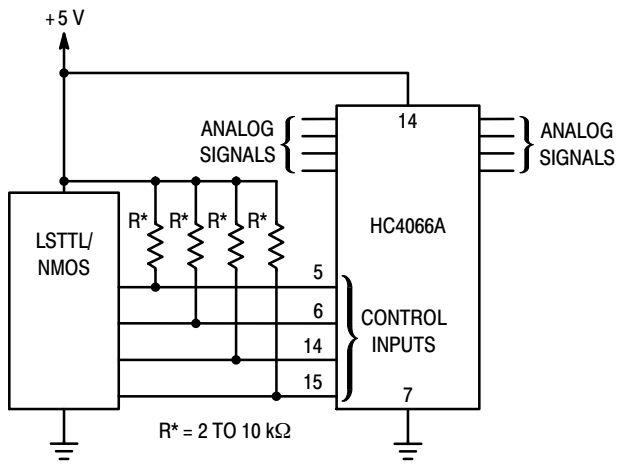 +5 V
ANALOG
SIGNALS
14
ANALOG
SIGNALS
LSTTL/
NMOS
R* R* R* R*
HC4066A
5
6
14
15
CONTROL
INPUTS
7
R* = 2 TO 10 kΩ